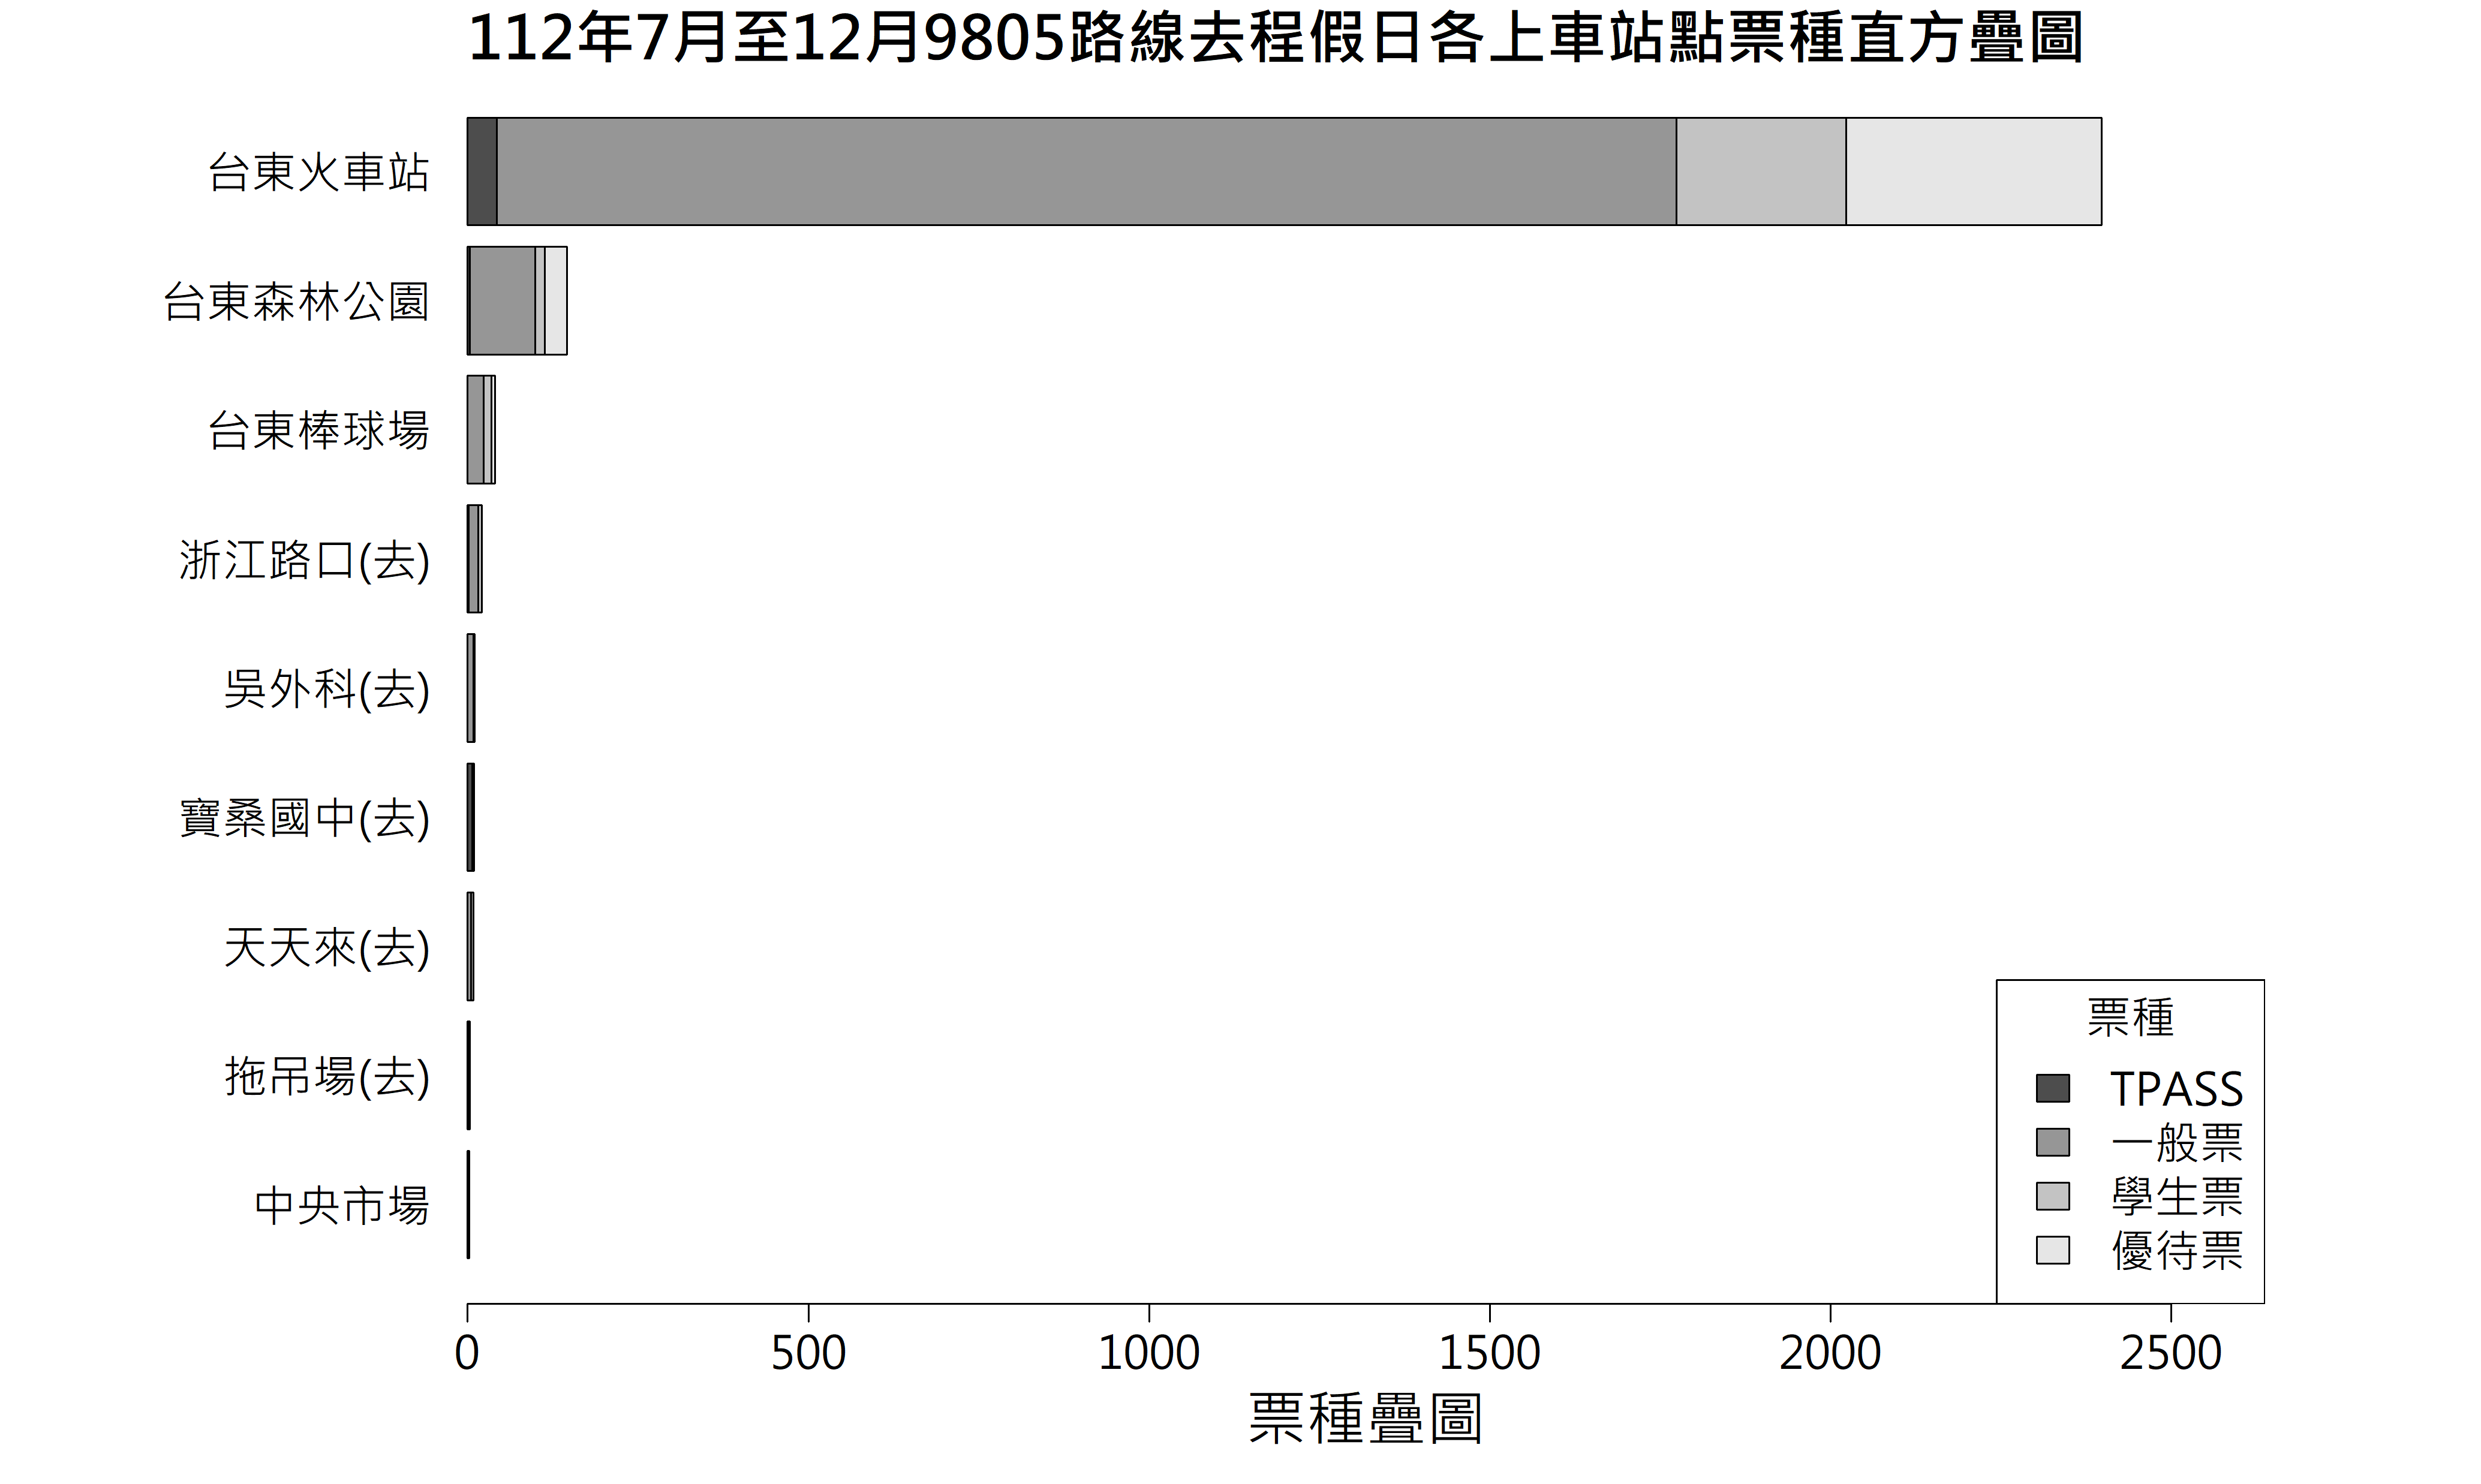 112年7月至12月9805路線去程假日各上車站點票種直方疊圖
台東火車站
台東森林公園
台東棒球場
浙江路口(去)
吳外科(去)
寶桑國中(去)
天天來(去)
拖吊場(去)
中央市場
票種
TPASS
一般票
學生票
優待票
0 500 1000 1500 2000 2500
票種疊圖